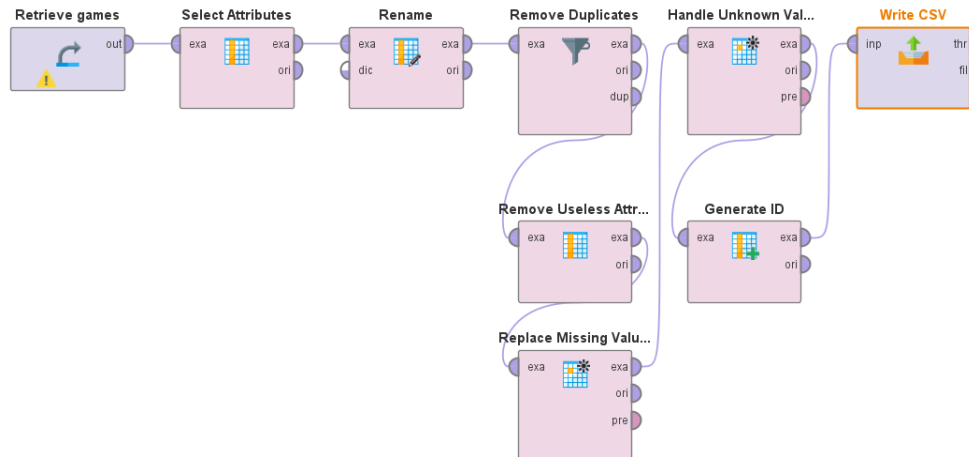 Retrieve games
out
Select Attributes
exa
exa
ori
Rename
exa
dic
exa
ori
Remove Duplicates
exa
exa
ori
dup
Handle Unknown Val...
exa
exa
ori
pre
Write CSV
inp
thr
fil
Remove Useless Attr...
exa
exa
ori
Generate ID
exa
exa
ori
Replace Missing Valu...
exa
exa
ori
pre